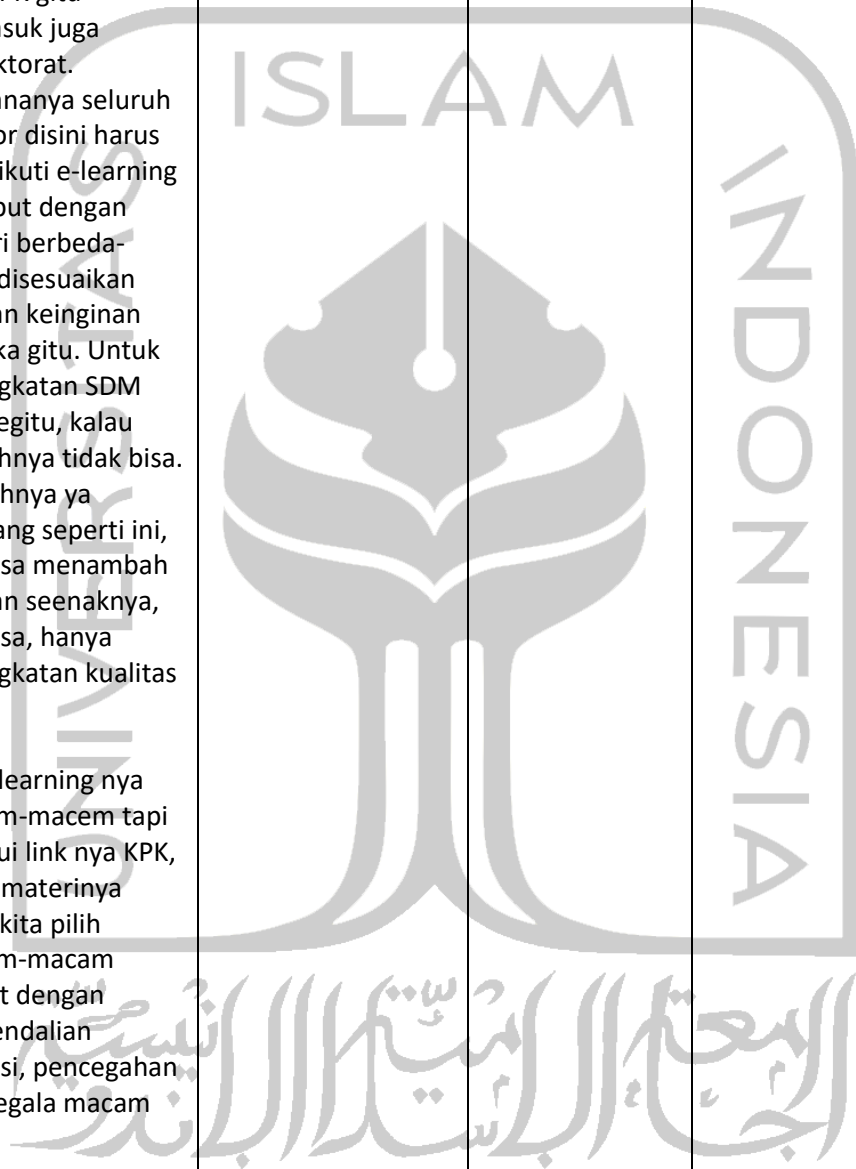 suk juga
ktorat.
nanya seluruh
or disini harus
ikuti e-learning
but dengan
ri berbeda-
disesuaikan
an keinginan
ka gitu. Untuk
gkatan SDM
egitu, kalau
hnya tidak bisa.
hnya ya
ang seperti ini,
sa menambah
an seenaknya,
sa, hanya
gkatan kualitas
learning nya
m-macem tapi
ui link nya KPK,
materinya
kita pilih
m-macam
t dengan
endalian
si, pencegahan
egala macam
ISLAM
UNIVERSITAS
INDONESIA